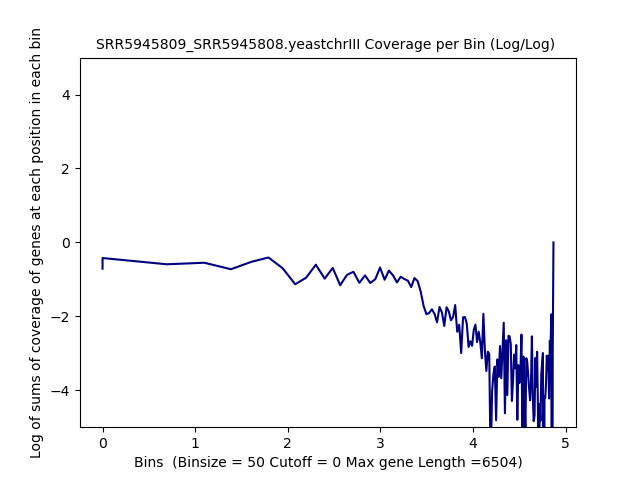 SRR5945809_SRR5945808.yeastchrIII Coverage per Bin (Log/Log)
Log of sums of coverage of genes at each position in each bin
4
2
0
−2
−4
0 1 2 3 4 5
Bins  (Binsize = 50 Cutoff = 0 Max gene Length =6504)